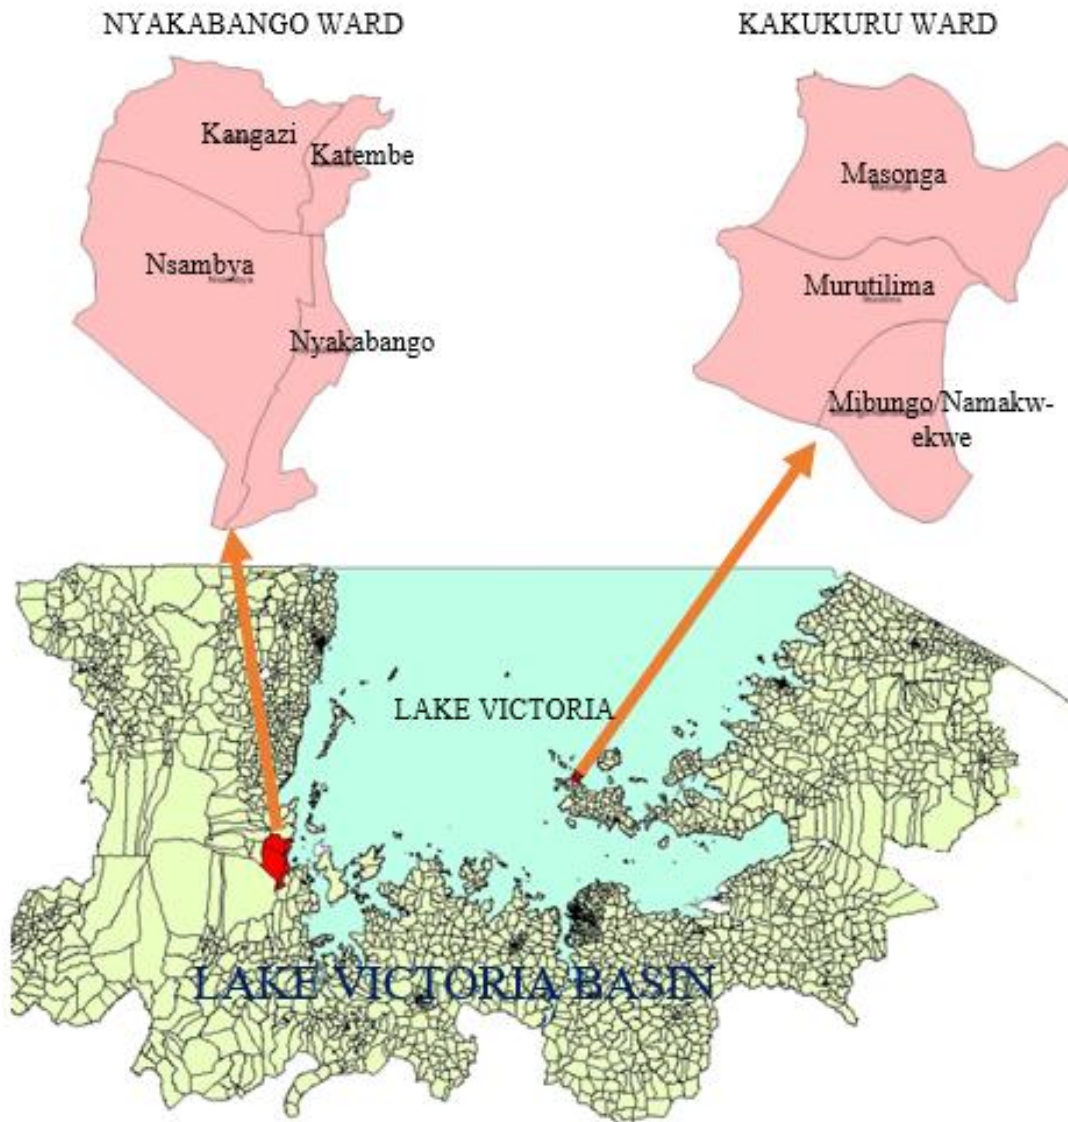 NYAKABANGO WARD
KAKUKURU WARD
Kangazi
Katembe
Nsambya
Nyakabango
Masonga
Murutilima
Mibungo/Namakw-
ekwe
LAKE VICTORIA
LAKE VICTORIA BASIN